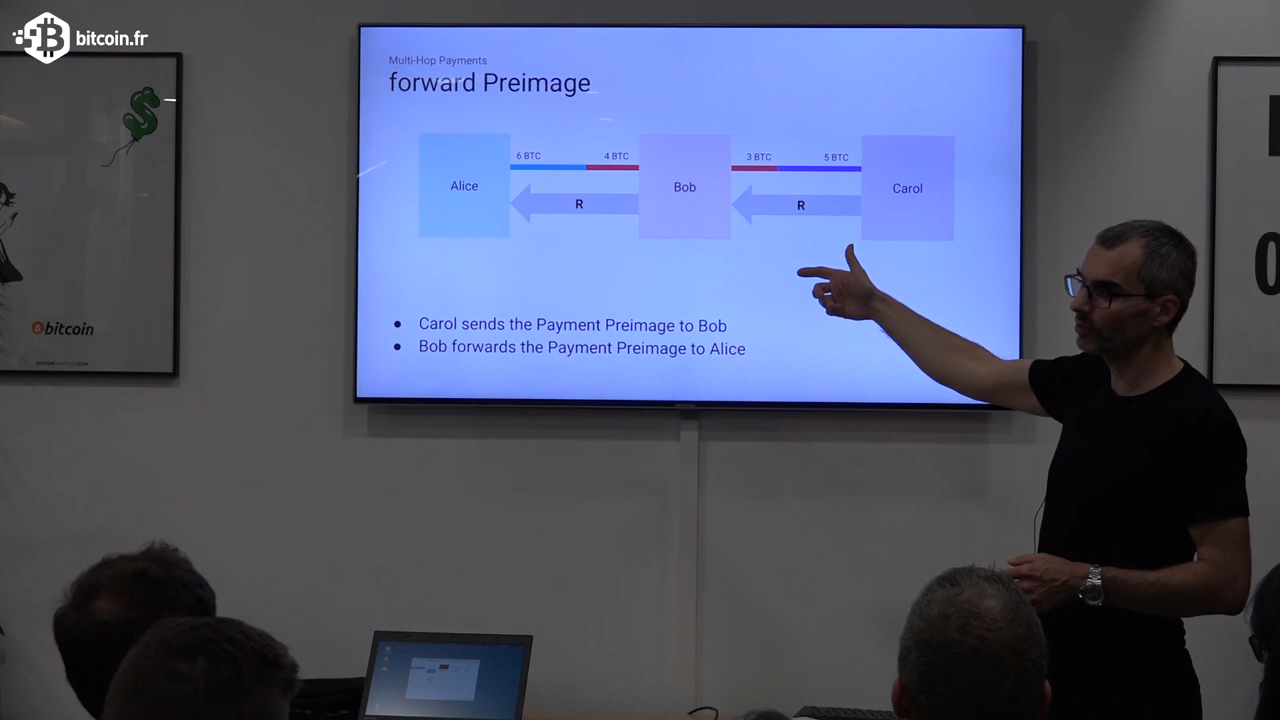 bitcoin.fr
Multi-Hop Payments
forward Preimage
6 BTC
4 BTC
3 BTC
5 BTC
Alice
Bob
Carol
R
R
● Carol sends the Payment Preimage to Bob
● Bob forwards the Payment Preimage to Alice
bitcoin